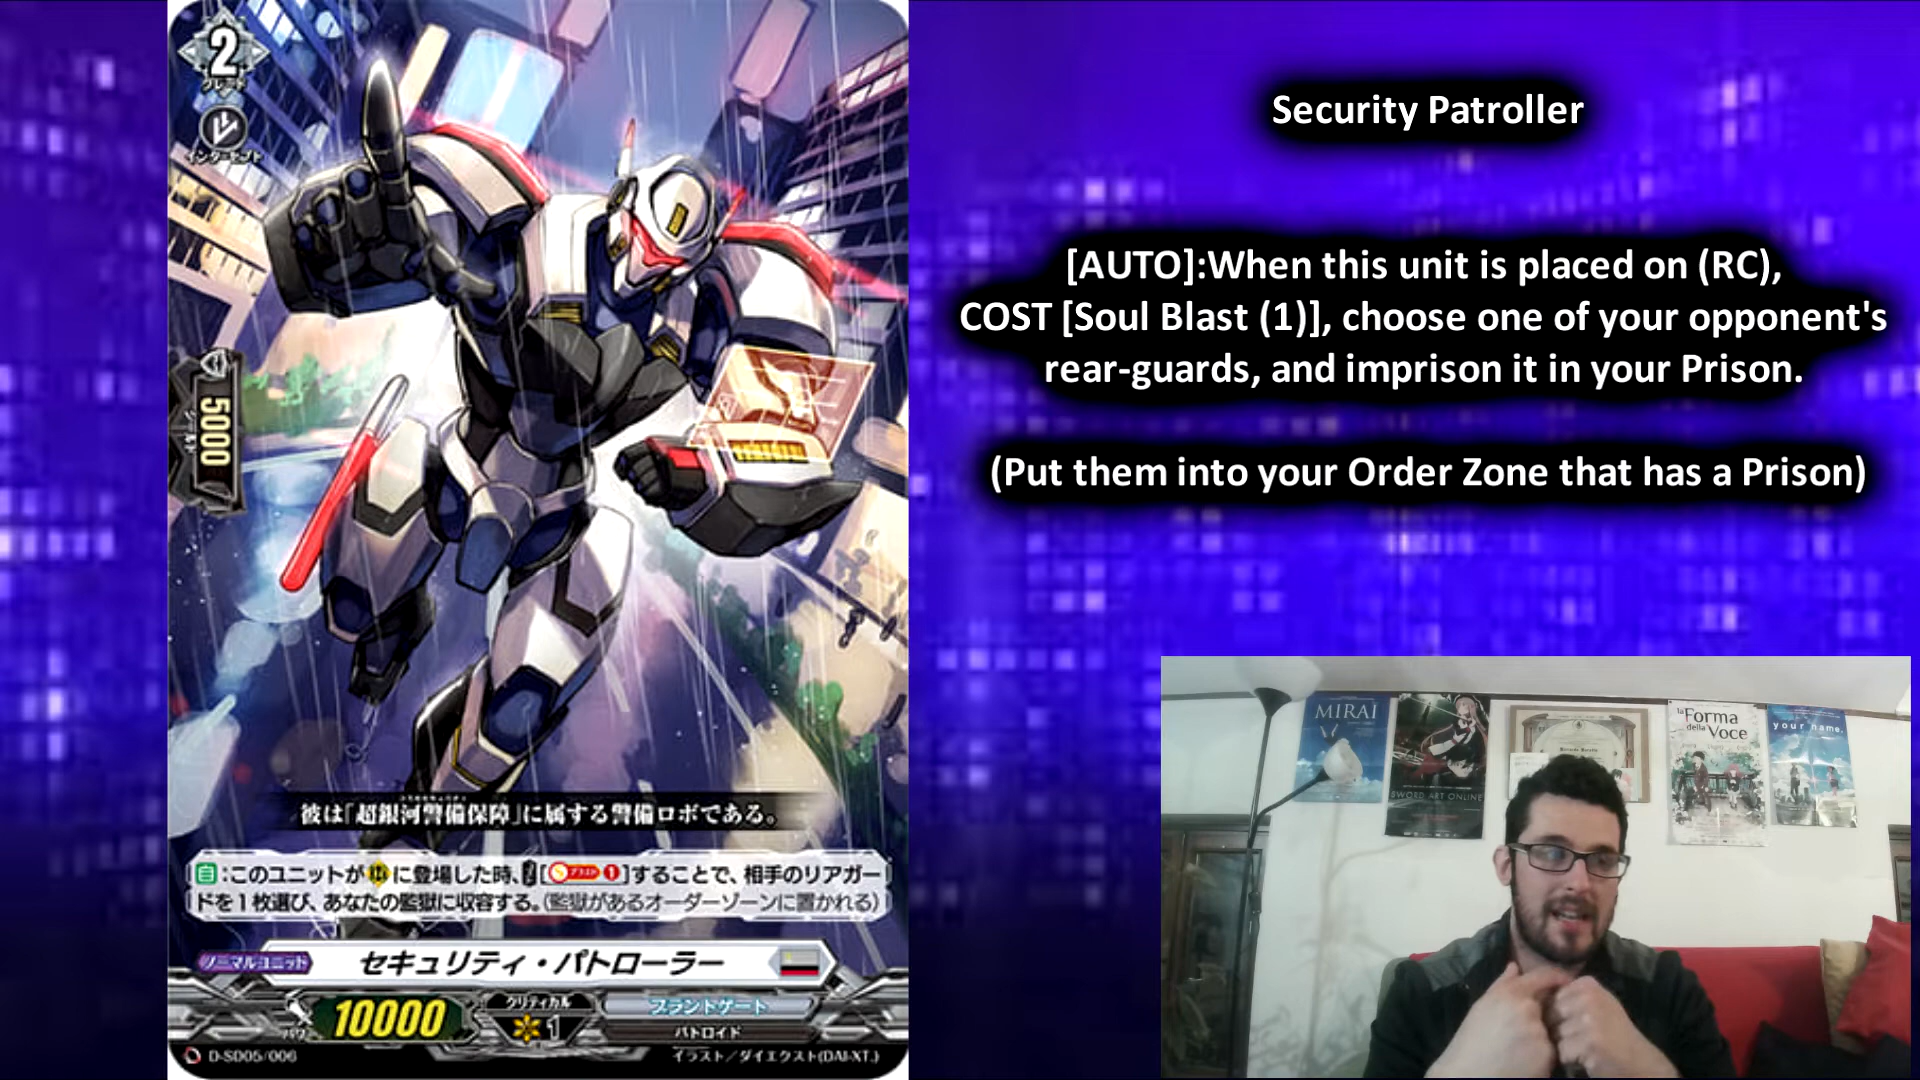 2
グレード
インターセプト
5000
シールド
彼は「超銀河警備保障」に属する警備ロボである。
自:このユニットがRに登場した時、[Sブラスト1]することで、相手のリアガー
ドを1枚選び、あなたの監獄に収容する。(監獄があるオーダーゾーンに置かれる)
ノーマルユニット
セキュリティ・パトローラー
パワー
10000
クリティカル
1
ブラントゲート
バトロイド
D-SD05/006
イラスト/ダイエクスト(DAI-XT.)
Security Patroller
[AUTO]:When this unit is placed on (RC),
COST [Soul Blast (1)], choose one of your opponent's
rear-guards, and imprison it in your Prison.
(Put them into your Order Zone that has a Prison)
MIRAI
SWORD ART ONLINE
la Forma
della Voce
your name.